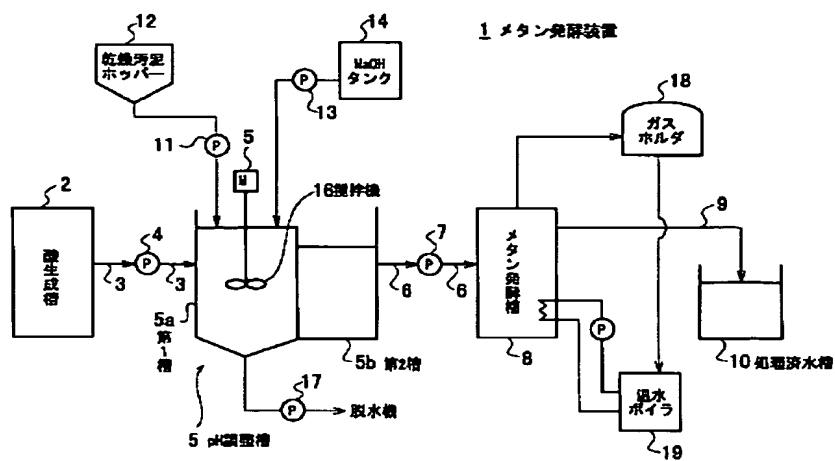 12
乾燥汚泥
ホッパー
14
NaOH
タンク
P
13
1 メタン発酵装置
11
P
5
M
18
ガス
ホルダ
2
酸生成槽
16撹拌機
4
P
3
3
7
P
6
6
メタン発酵槽
9
5a
第1槽
5b 第2槽
8
P
10 処理済水槽
17
P
脱水機
温水
ボイラ
5 pH調整槽
19